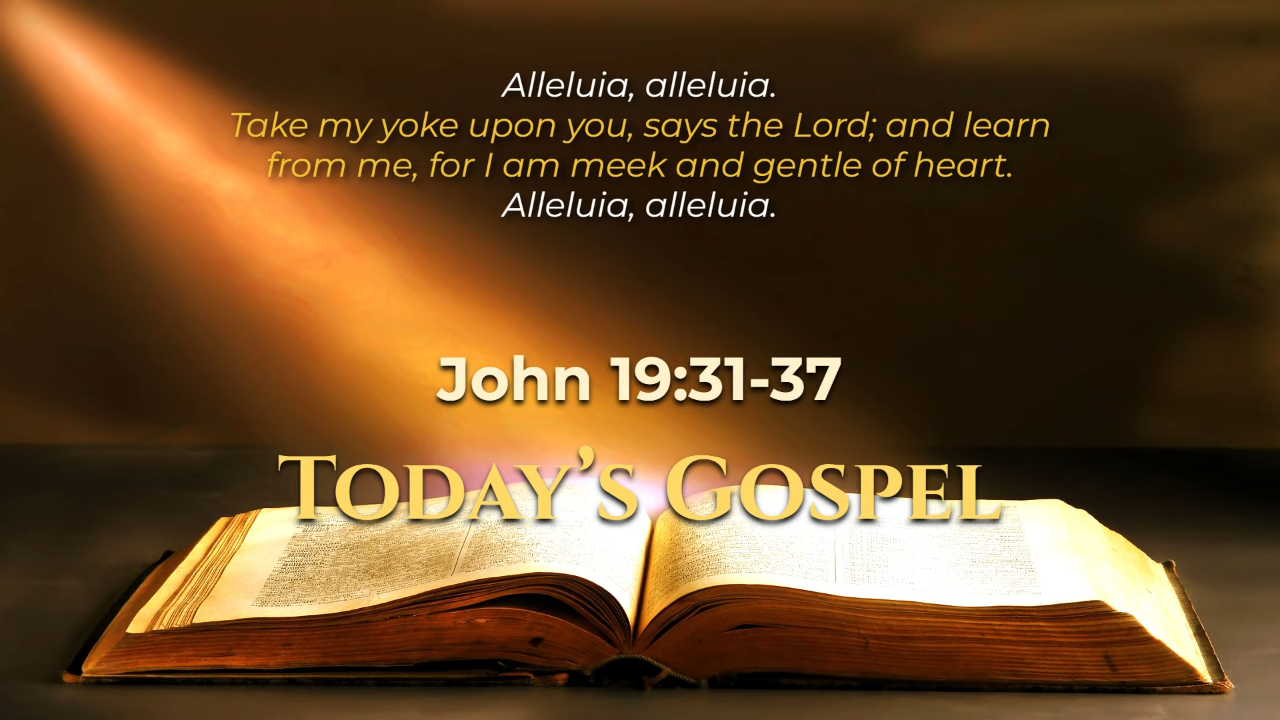 Alleluia, alleluia.
Take my yoke upon you, says the Lord; and learn
from me, for I am meek and gentle of heart.
Alleluia, alleluia.
John 19:31-37
Today’s Gospel